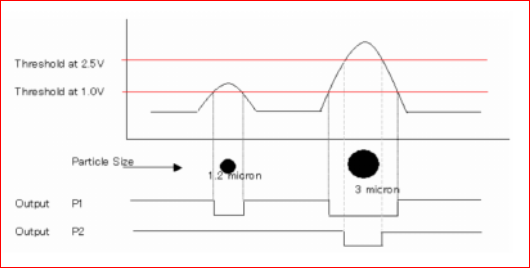 Threshold at 2.5V
Threshold at 1.0V
Particle Size
1.2 micron
3 micron
Output P1
Output P2